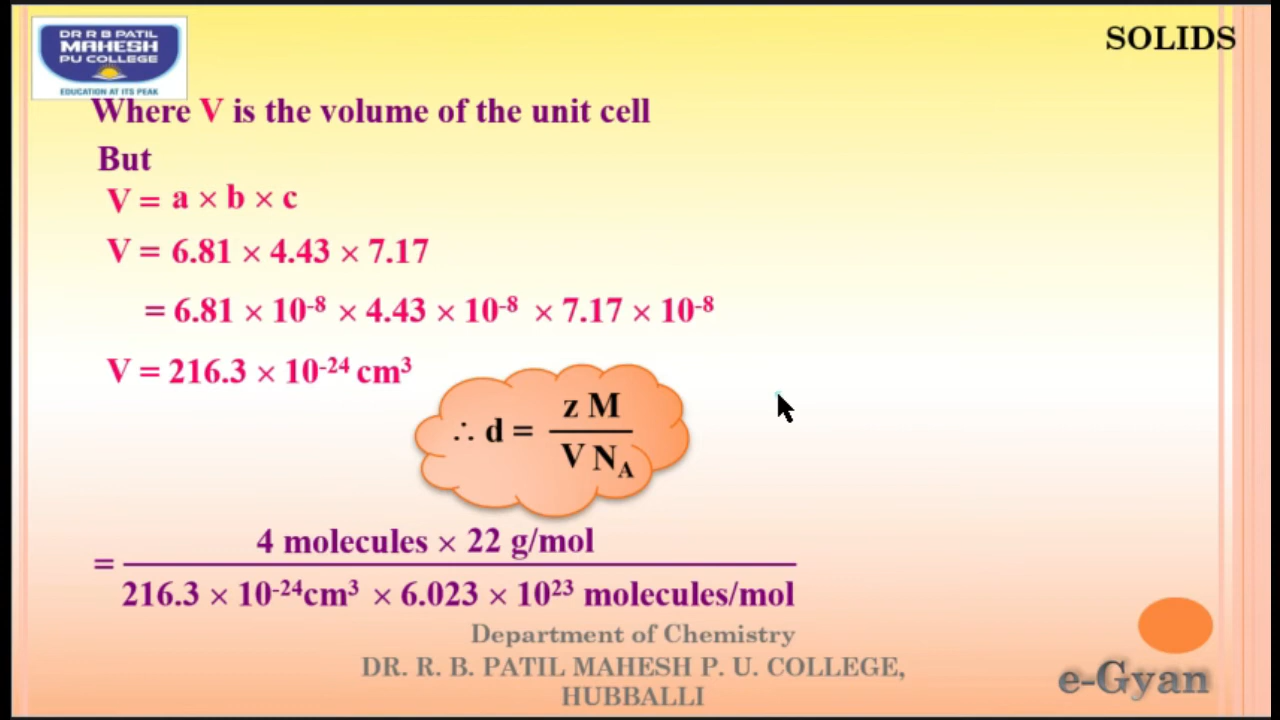 DR R B PATIL
MAHESH
PU COLLEGE
EDUCATION AT ITS PEAK
SOLIDS
Where V is the volume of the unit cell
But
V = a × b × c
V = 6.81 × 4.43 × 7.17
= 6.81 × 10⁻⁸ × 4.43 × 10⁻⁸ × 7.17 × 10⁻⁸
V = 216.3 × 10⁻²⁴ cm³
z M
∴ d =
V N_A
4 molecules × 22 g/mol
=
216.3 × 10⁻²⁴cm³ × 6.023 × 10²³ molecules/mol
Department of Chemistry
DR. R. B. PATIL MAHESH P. U. COLLEGE,
HUBBALLI
e-Gyan